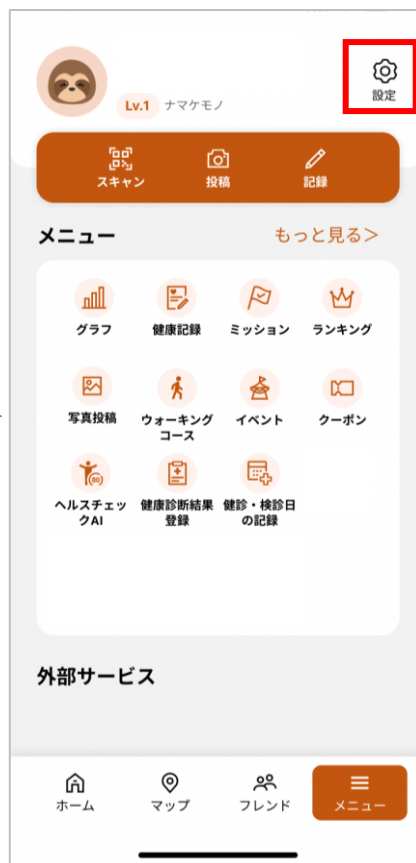 設定
Lv.1 ナマケモノ
スキャン 投稿 記録
メニュー もっと見る>
グラフ 健康記録 ミッション ランキング
写真投稿 ウォーキング イベント クーポン
コース
ヘルスチェッ 健康診断結果 健診・検診日
クAI 登録 の記録
外部サービス
ホーム マップ フレンド メニュー